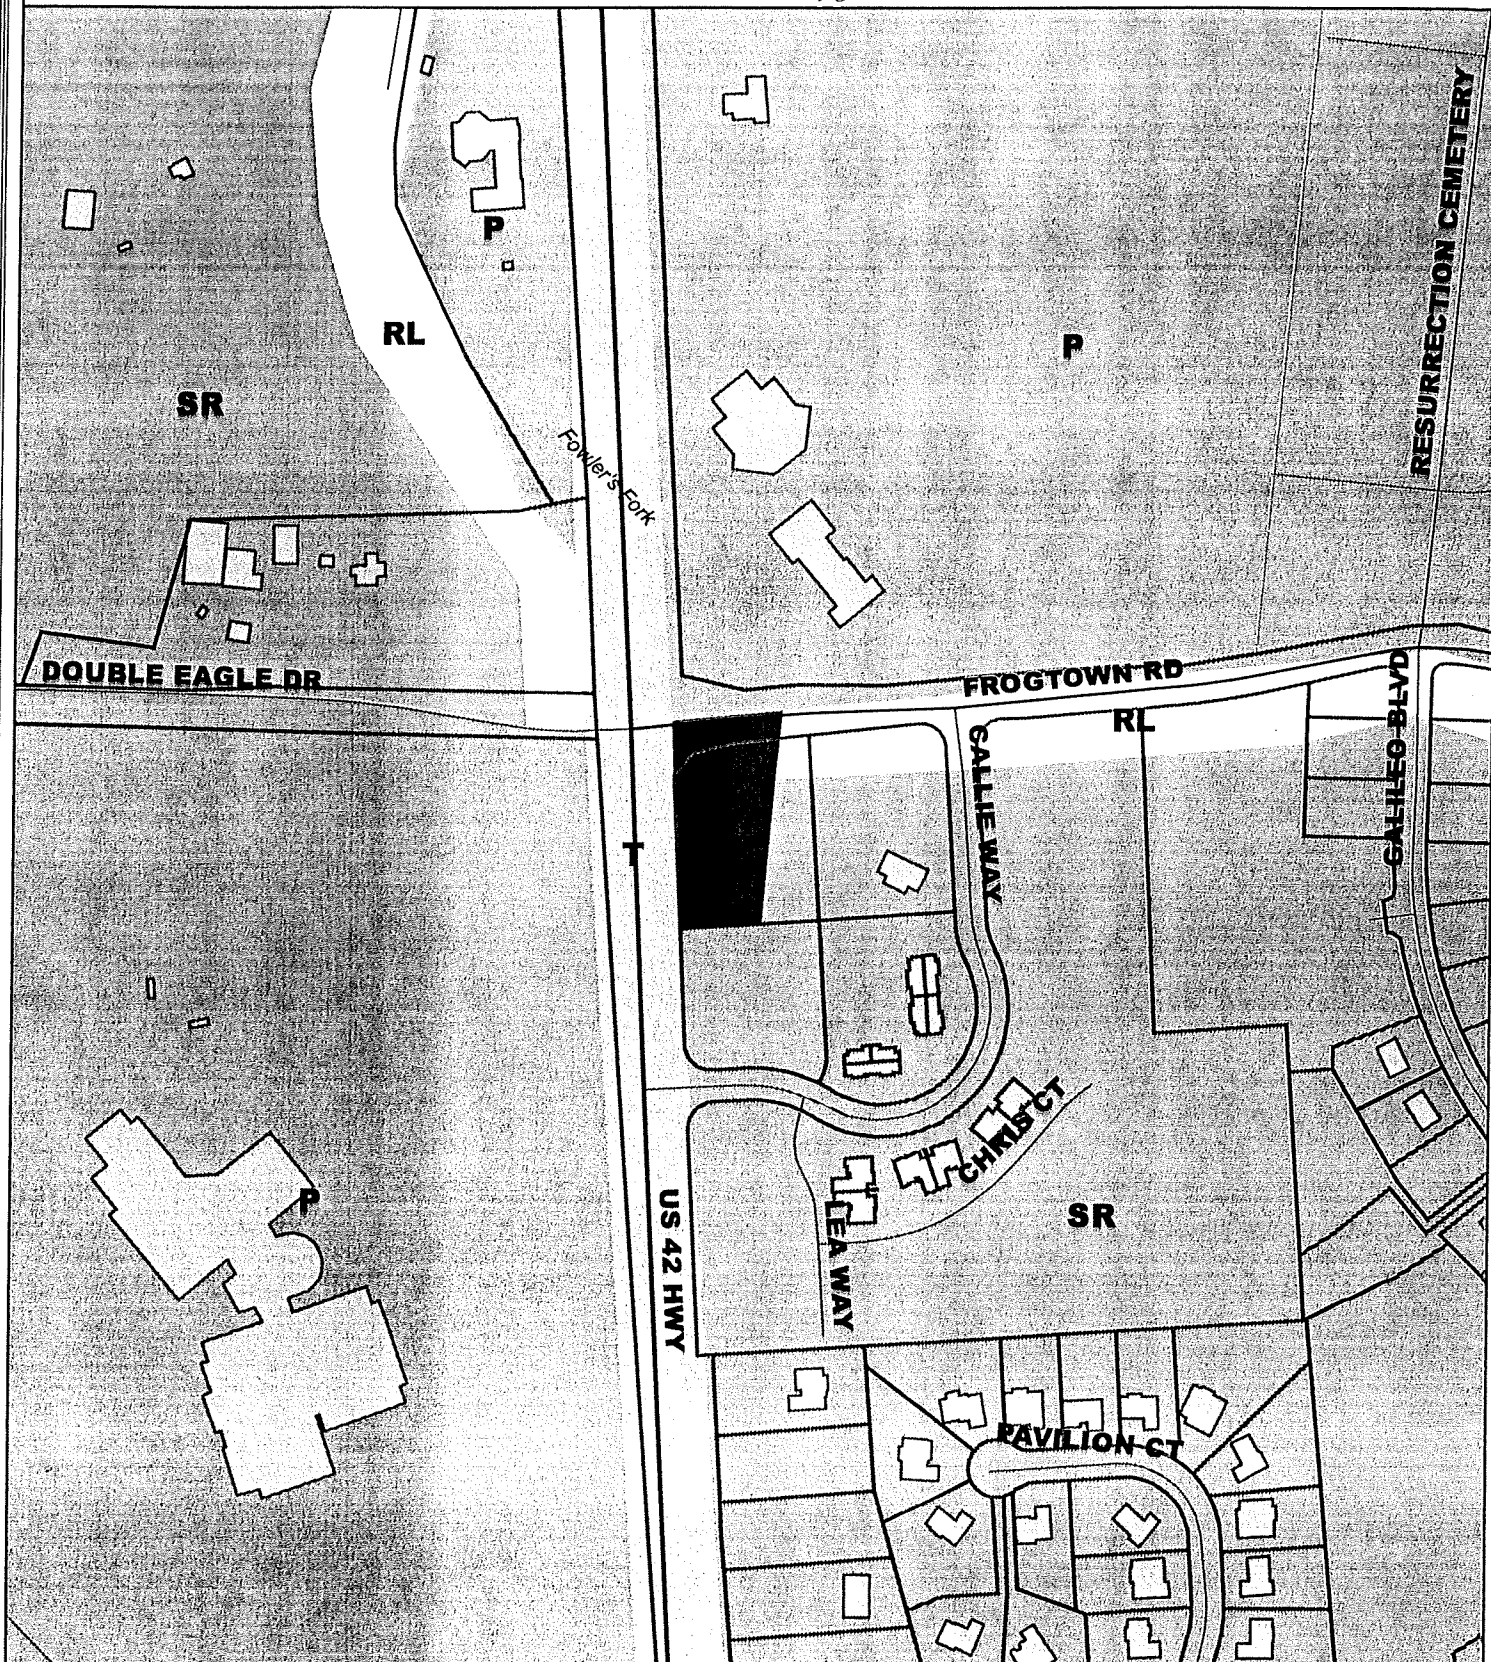 P
RL
SR
P
RESURRECTION CEMETERY
Fowler's Fork
DOUBLE EAGLE DR
FROGTOWN RD
RL
SALLIE WAY
GALILEO BLVD
T
CHRIS CT
P
US 42 HWY
LEA WAY
SR
PAVILION CT